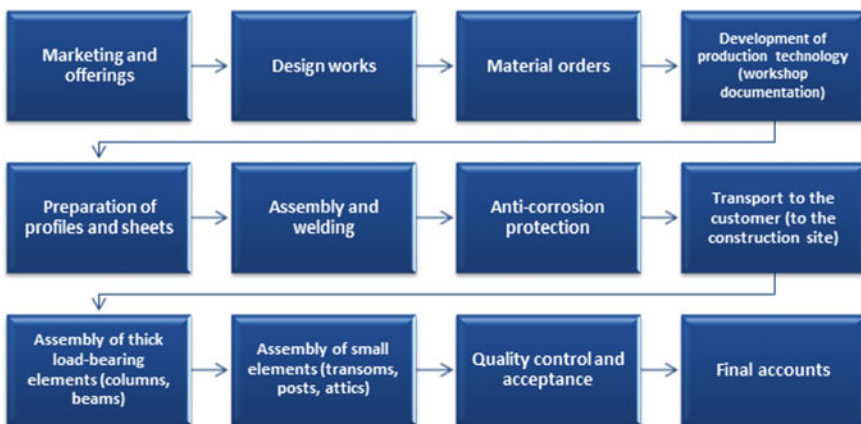 Marketing and
offerings
Design works
Material orders
Development of
production technology
(workshop
documentation)
Preparation of
profiles and sheets
Assembly and
welding
Anti-corrosion
protection
Transport to the
customer (to the
construction site)
Assembly of thick
load-bearing
elements (columns,
beams)
Assembly of small
elements (transoms,
posts, attics)
Quality control and
acceptance
Final accounts